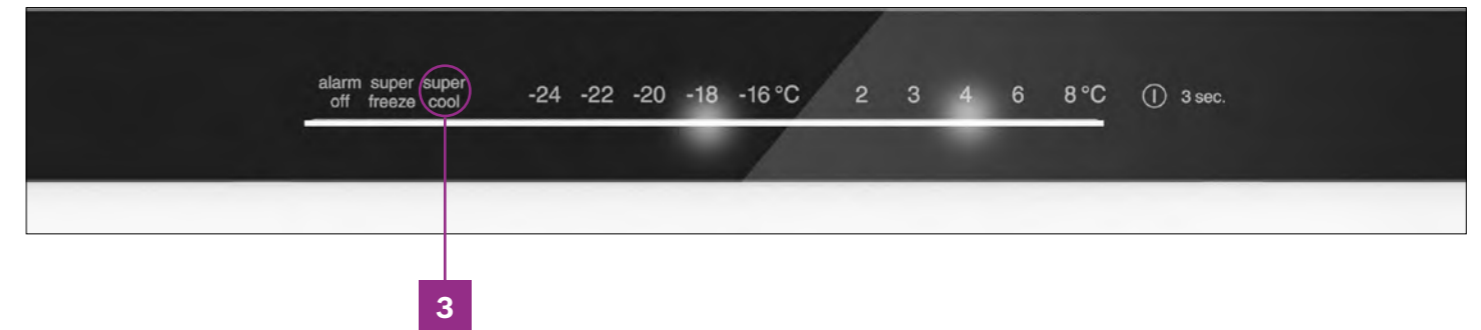 alarm super super
off freeze cool
-24 -22 -20 -18 -16 °C 2 3 4 6 8 °C 3 sec.
3